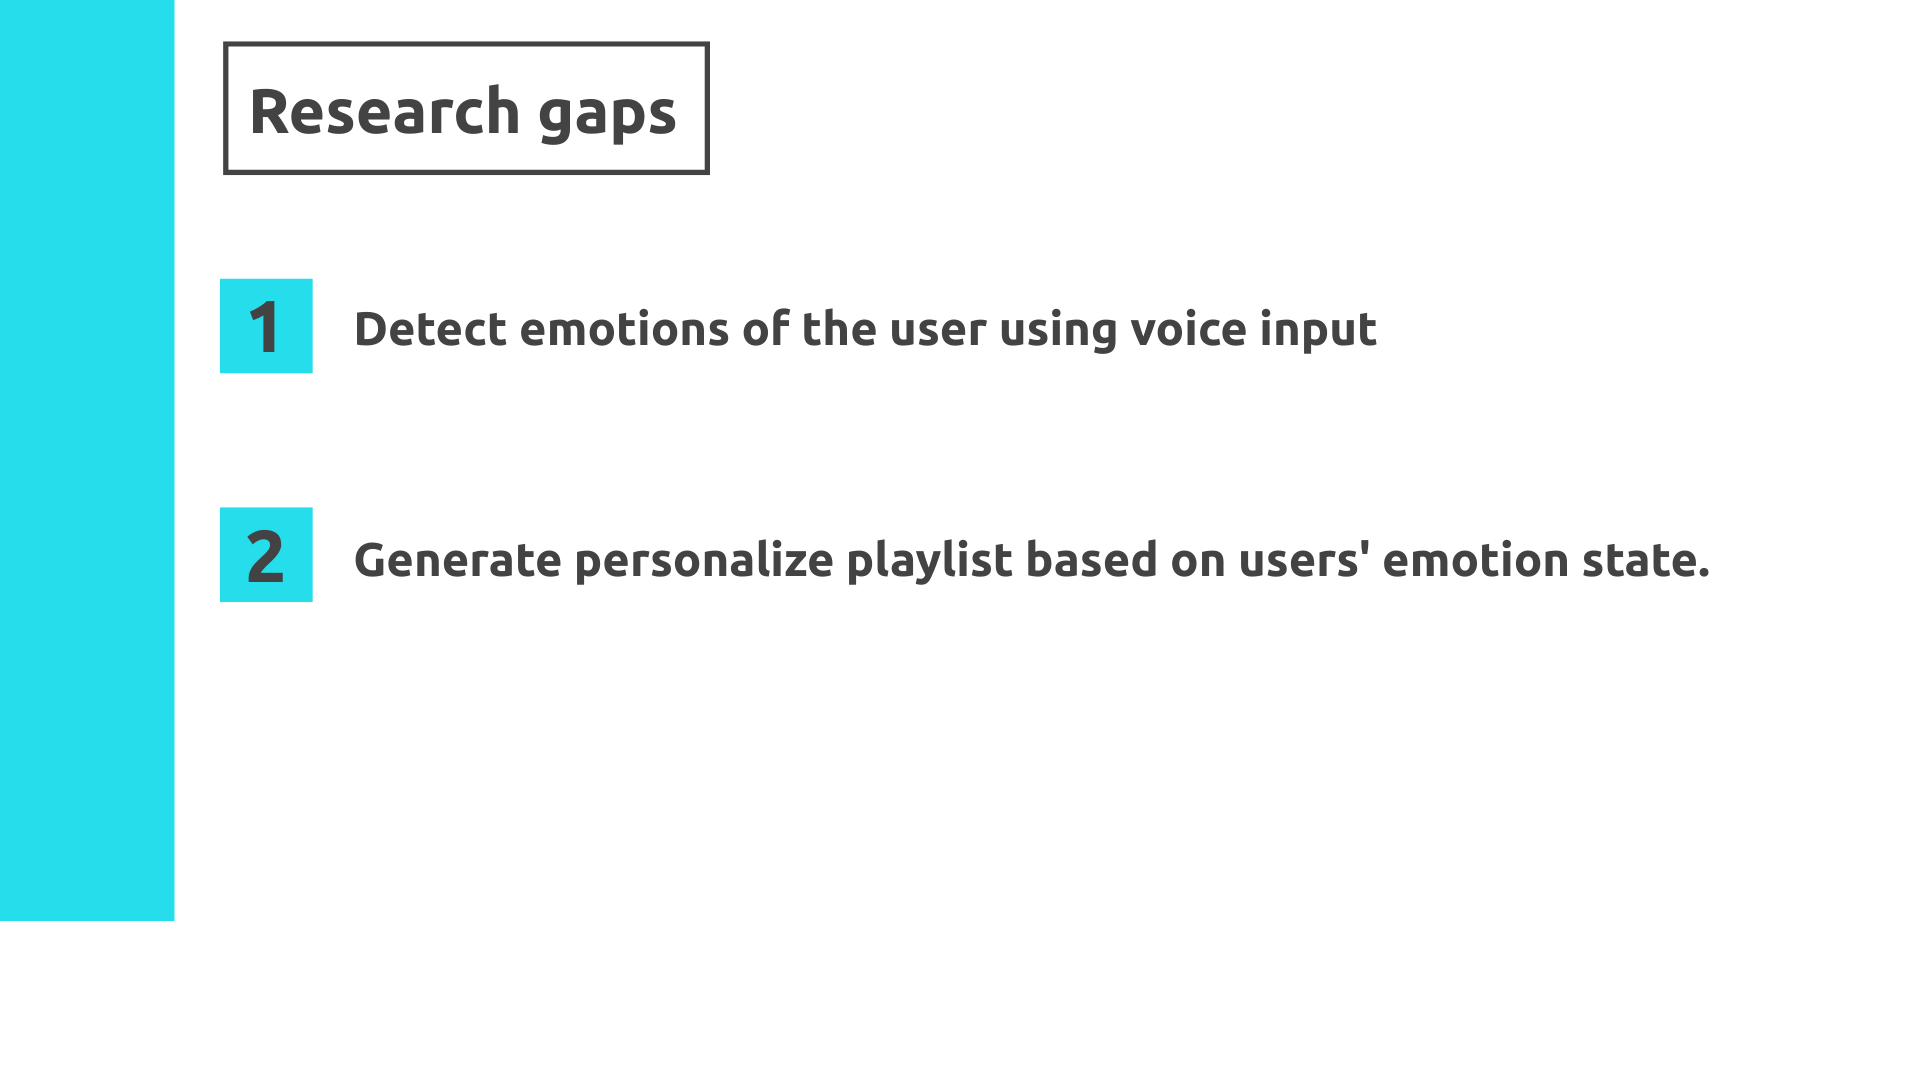 Research gaps
1
Detect emotions of the user using voice input
2
Generate personalize playlist based on users' emotion state.